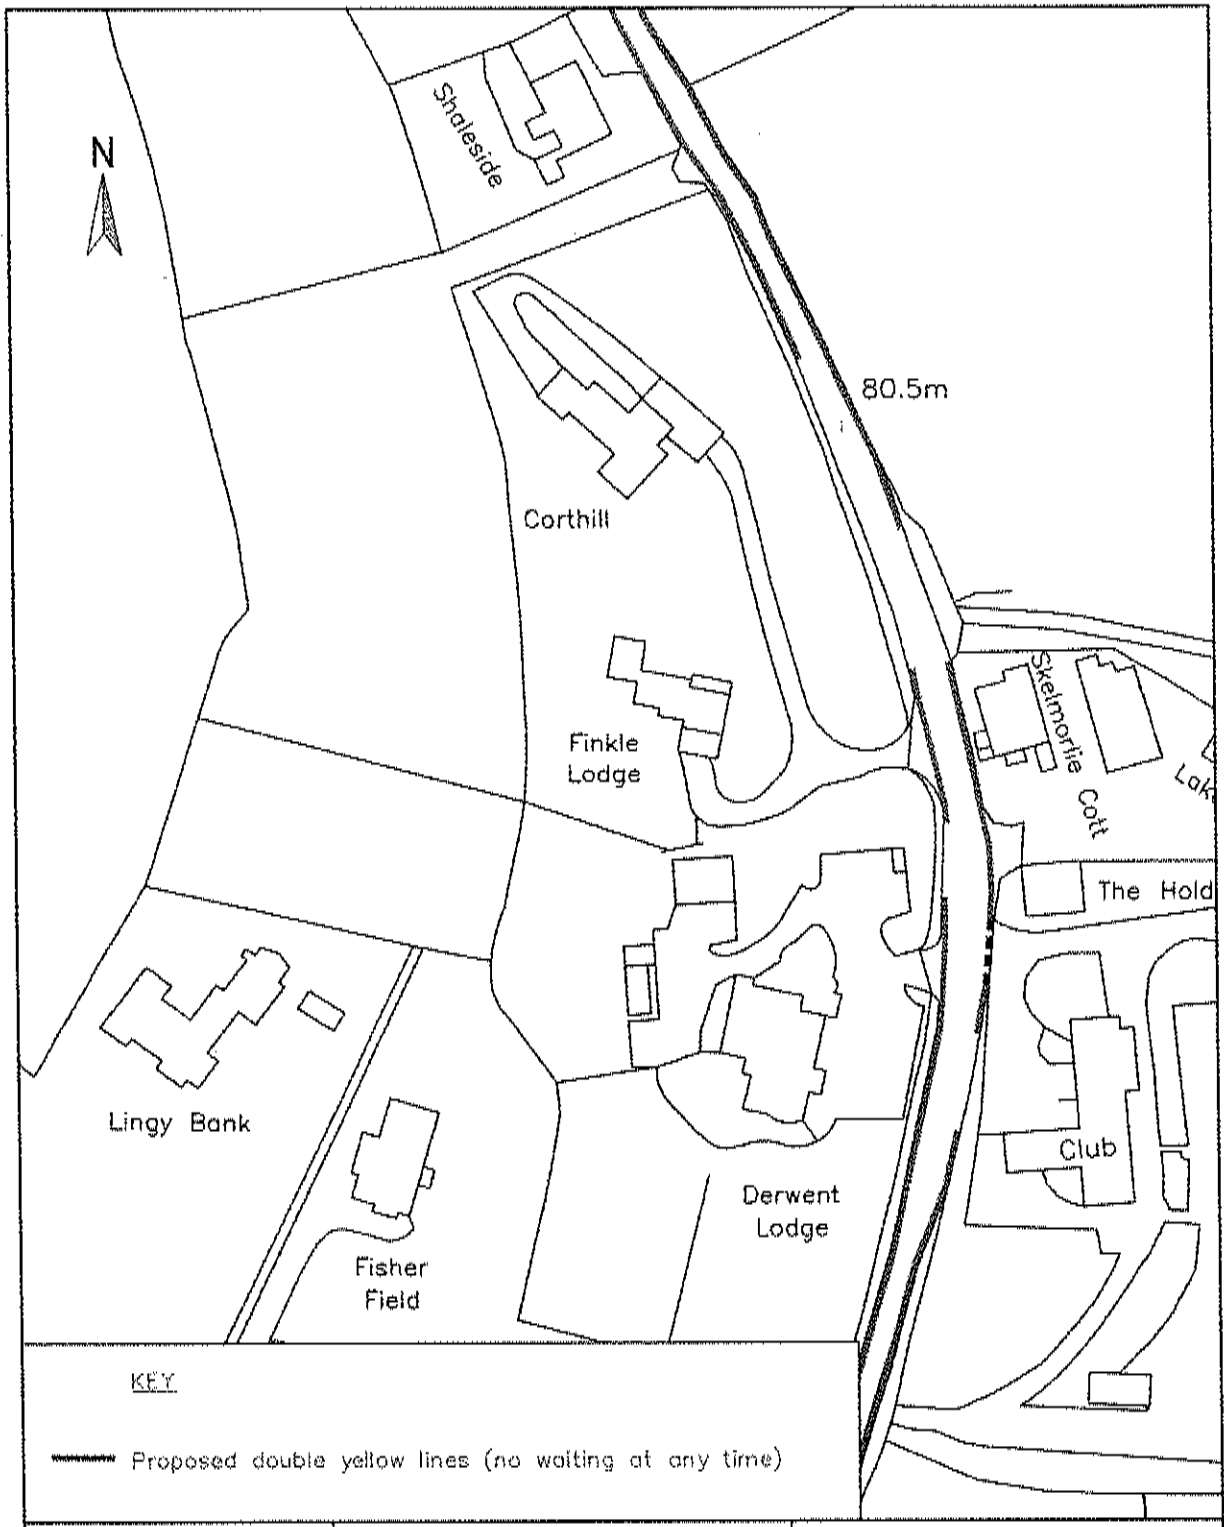 Shaleside
N
80.5m
Corthill
Skelmorlie Cott
Finkle
Lodge
Lak
The Hold
Lingy Bank
Club
Derwent
Lodge
Fisher
Field
KEY
Proposed double yellow lines (no waiting at any time)